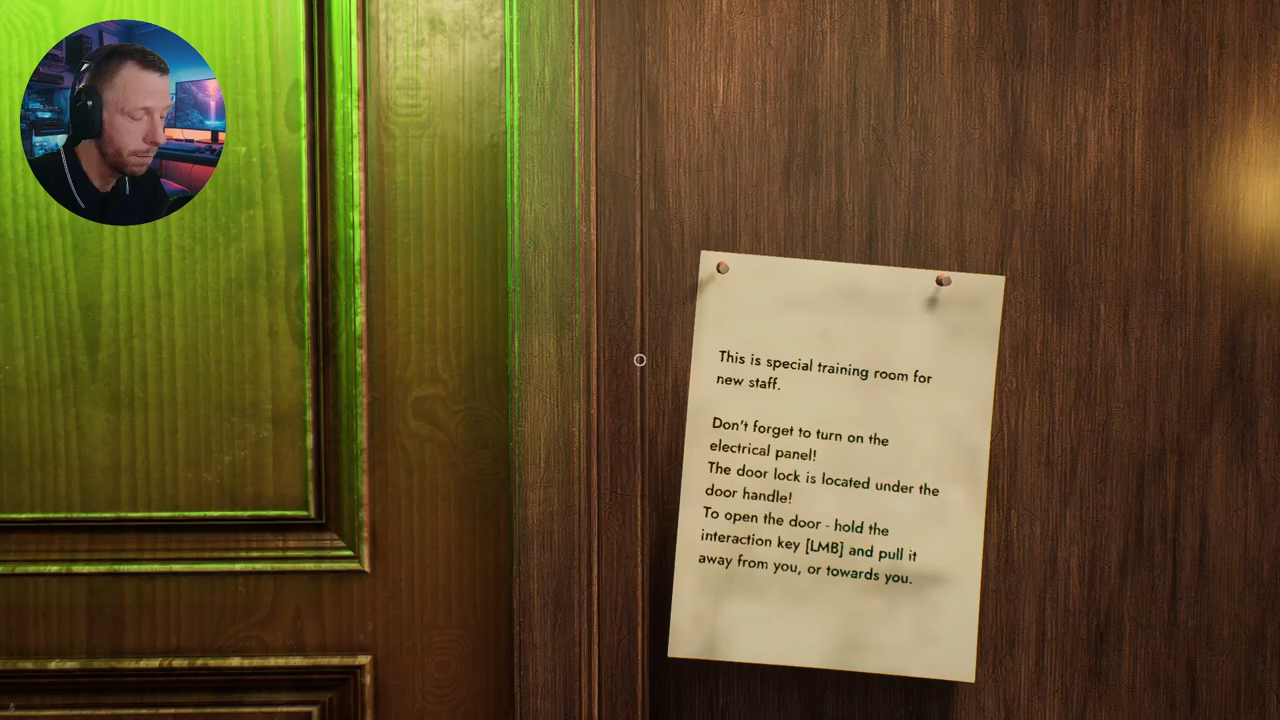 This is special training room for
new staff.
Don't forget to turn on the
electrical panel!
The door lock is located under the
door handle!
To open the door - hold the
interaction key [LMB] and pull it
away from you, or towards you.